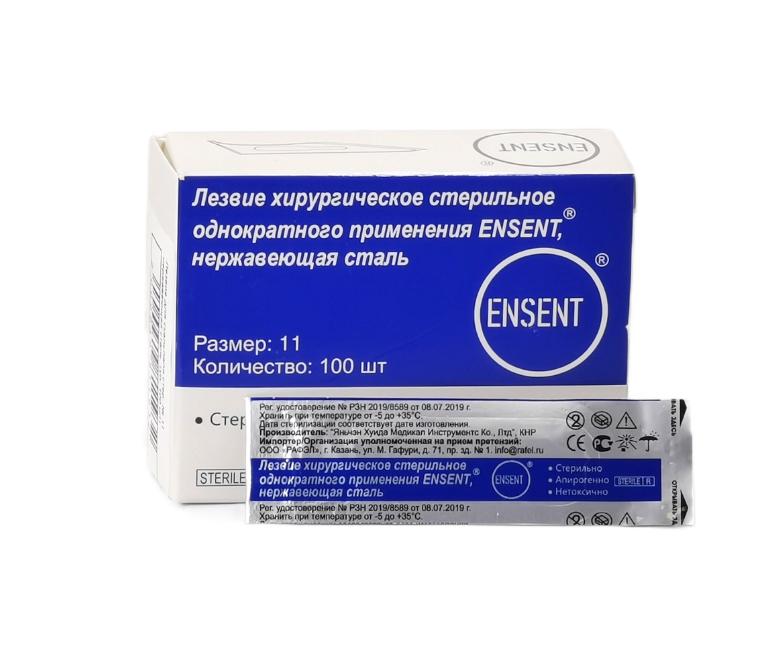 ENSENT
®
Лезвие хирургическое стерильное
однократного применения ENSENT,®
нержавеющая сталь
®
ENSENT
Размер: 11
Количество: 100 шт
STERILE
Рег. удостоверение № РЗН 2019/8589 от 08.07.2019 г.
Хранить при температуре от -5 до +35°С.
Дата стерилизации соответствует дате изготовления.
Производитель: "Яньчэн Хуида Медикал Инструментс Ко., Лтд", КНР
Импортер/Организация уполномоченная на прием претензий:
ООО «РАФЭЛ», г. Казань, ул. М. Гафури, д. 71, пр. зд. № 1. info@rafel.ru
Лезвие хирургическое стерильное
однократного применения ENSENT,®
нержавеющая сталь
ENSENT
®
• Стерильно
• Апирогенно
• Нетоксично
STERILE R
Рег. удостоверение № РЗН 2019/8589 от 08.07.2019 г.
Хранить при температуре от -5 до +35°С.